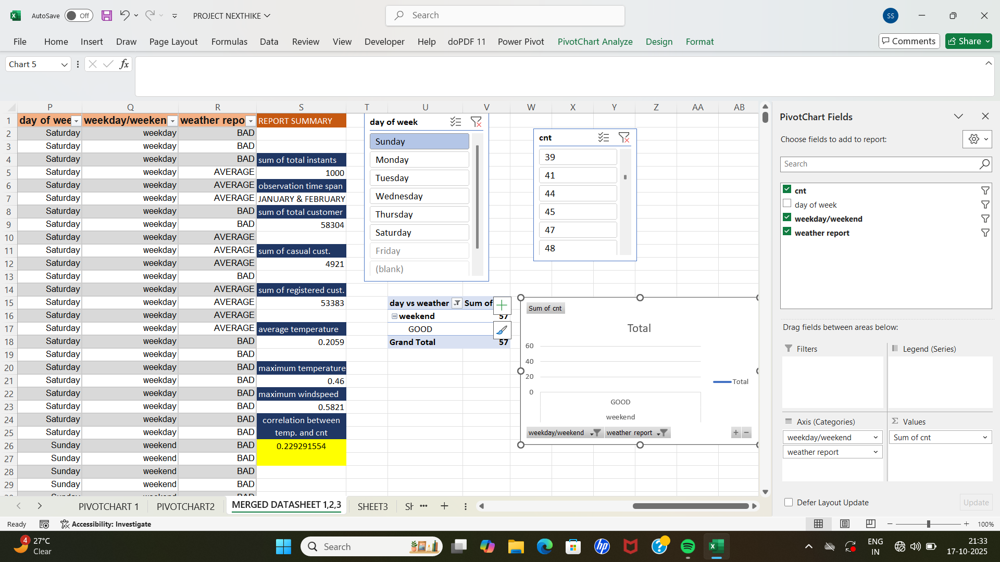 AutoSave Off PROJECT NEXTHIKE Search SS
File Home Insert Draw Page Layout Formulas Data Review View Developer Help doPDF 11 Power Pivot PivotChart Analyze Design Format Comments Share
Chart 5 fx
P Q R S T U V W X Y Z AA AB
1 day of wee weekday/weeken weather repo REPORT SUMMARY
2 Saturday weekday BAD
3 Saturday weekday BAD
4 Saturday weekday BAD sum of total instants
5 Saturday weekday AVERAGE 1000
6 Saturday weekday AVERAGE observation time span
7 Saturday weekday AVERAGE JANUARY & FEBRUARY
8 Saturday weekday BAD sum of total customer
9 Saturday weekday BAD 58304
10 Saturday weekday AVERAGE
11 Saturday weekday AVERAGE sum of casual cust.
12 Saturday weekday AVERAGE 4921
13 Saturday weekday BAD
14 Saturday weekday AVERAGE sum of registered cust.
15 Saturday weekday AVERAGE 53383
16 Saturday weekday AVERAGE
17 Saturday weekday AVERAGE average temperature
18 Saturday weekday BAD 0.2059
19 Saturday weekday BAD
20 Saturday weekday BAD maximum temperature
21 Saturday weekday BAD 0.46
22 Saturday weekday BAD maximum windspeed
23 Saturday weekday BAD 0.5821
24 Saturday weekday BAD correlation between
25 Saturday weekday BAD temp. and cnt
26 Sunday weekend BAD 0.229291554
27 Sunday weekend BAD
28 Sunday weekend BAD
29 Sunday weekend BAD
day of week
Sunday
Monday
Tuesday
Wednesday
Thursday
Saturday
Friday
(blank)
cnt
39
41
44
45
47
48
day vs weather Sum of
weekend 57
GOOD
Grand Total 57
Sum of cnt
Total
60
40
20
0
Total
GOOD
weekend
weekday/weekend weather report
PivotChart Fields
Choose fields to add to report:
Search
cnt
day of week
weekday/weekend
weather report
Drag fields between areas below:
Filters Legend (Series)
Axis (Categories) Values
weekday/weekend Sum of cnt
weather report
Defer Layout Update Update
PIVOTCHART 1 PIVOTCHART2 MERGED DATASHEET 1,2,3 SHEET3
Ready Accessibility: Investigate 100%
4 27°C
Clear
Search
ENG
IN
21:33
17-10-2025